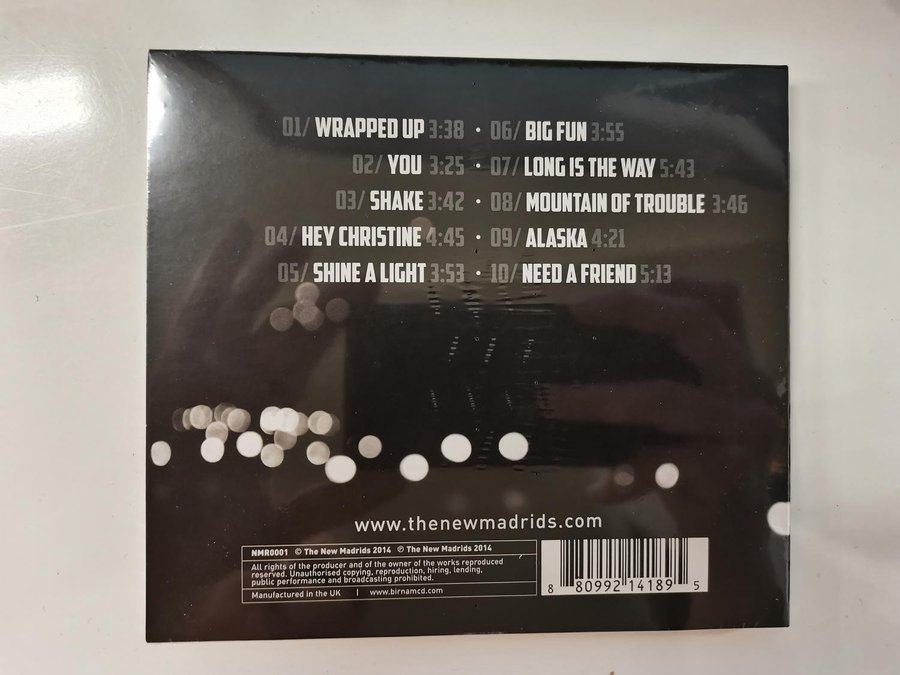 01/ WRAPPED UP 3:38 • 06/ BIG FUN 3:55
02/ YOU 3:25 • 07/ LONG IS THE WAY 5:43
03/ SHAKE 3:42 • 08/ MOUNTAIN OF TROUBLE 3:46
04/ HEY CHRISTINE 4:45 • 09/ ALASKA 4:21
05/ SHINE A LIGHT 3:53 • 10/ NEED A FRIEND 5:13
www.thenewmadrids.com
NMR0001 © The New Madrids 2014 ℗ The New Madrids 2014
All rights of the producer and of the owner of the works reproduced
reserved. Unauthorised copying, reproduction, hiring, lending,
public performance and broadcasting prohibited.
Manufactured in the UK | www.birnamcd.com
8 80992 14189 5